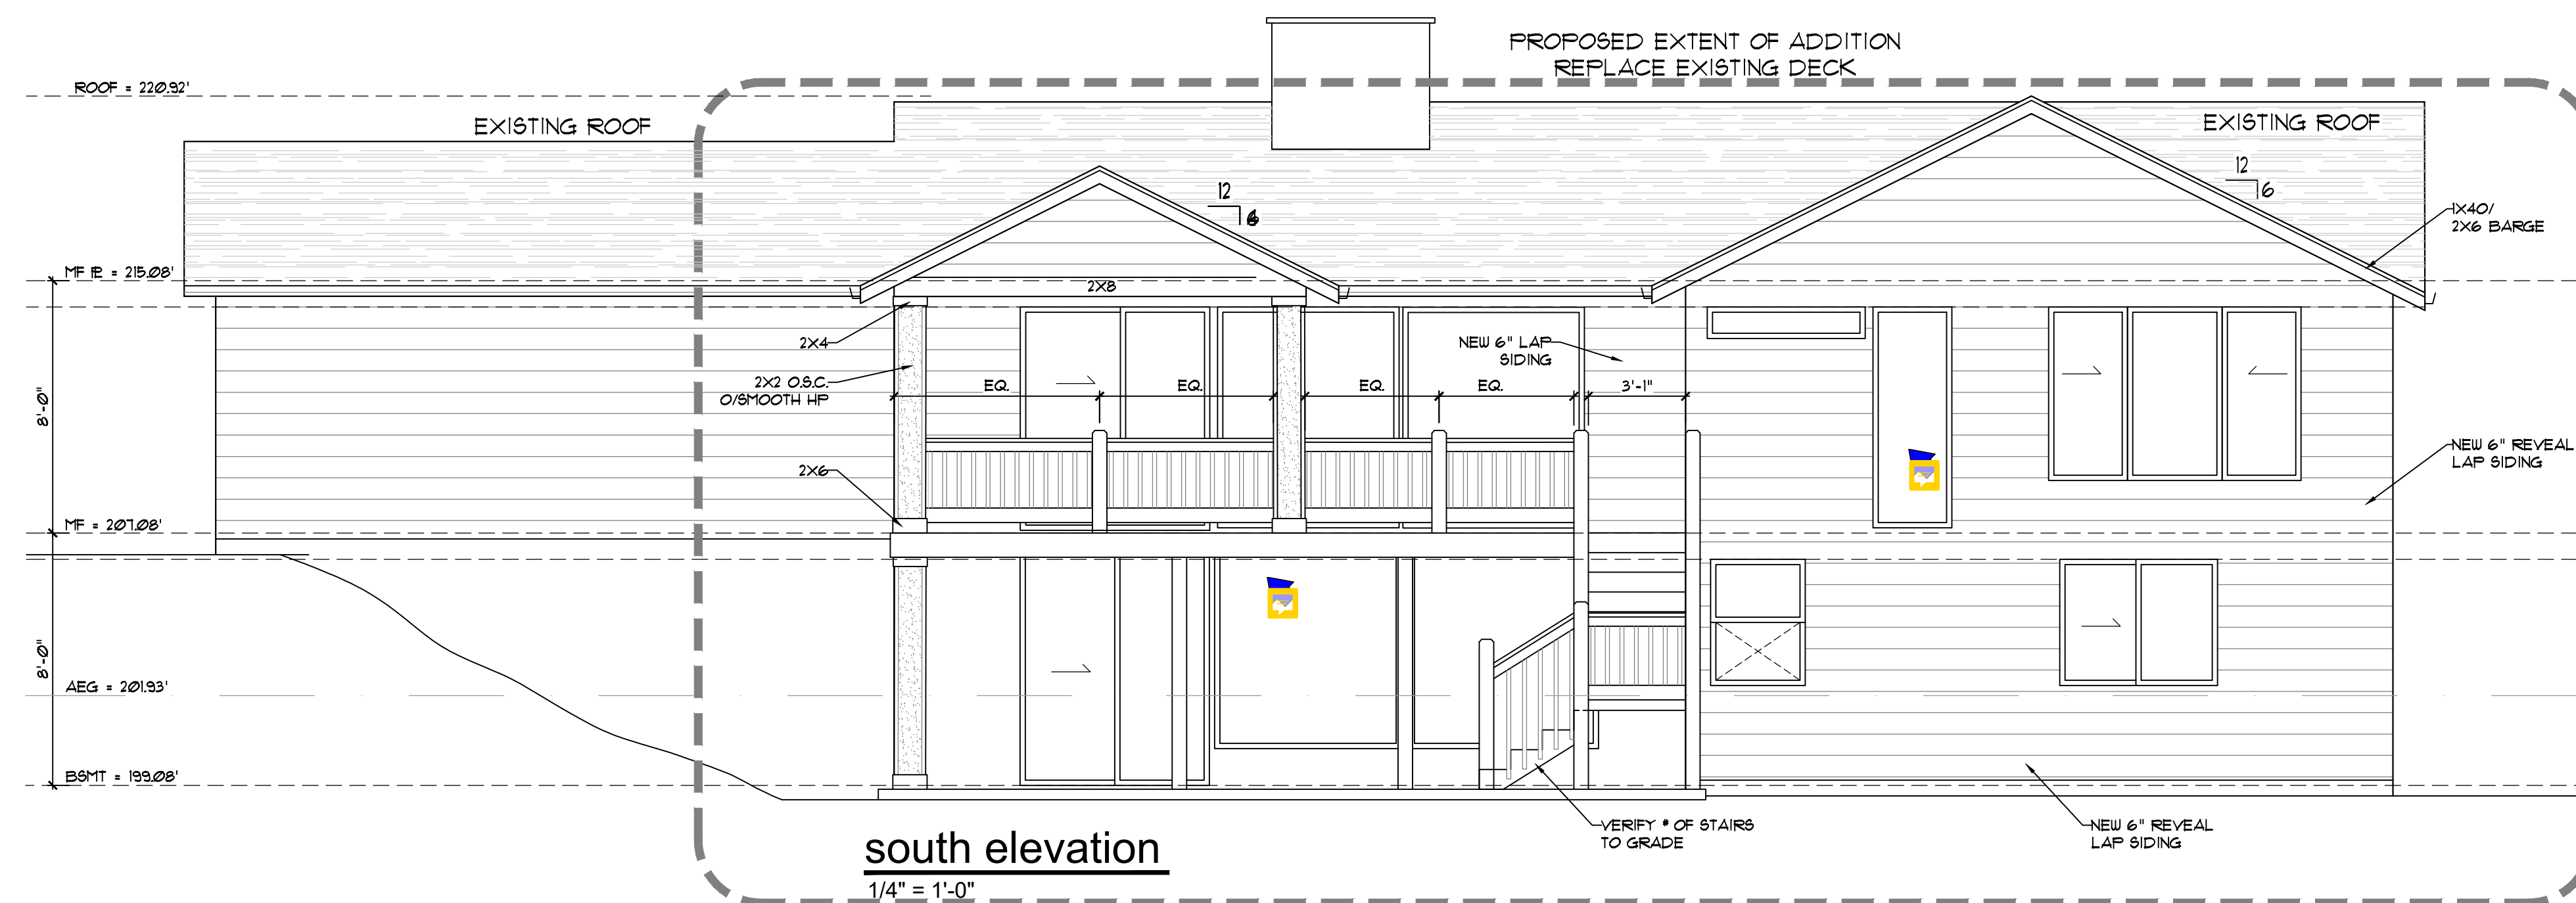 PROPOSED EXTENT OF ADDITION
REPLACE EXISTING DECK
ROOF = 220.92'
EXISTING ROOF
EXISTING ROOF
12
6
12
1X4O/
2X6 BARGE
MF PL = 215.08'
2X8
2X4
NEW 6" LAP
SIDING
2X2 O.S.C.
O/SMOOTH HP
EQ.
EQ.
EQ.
EQ.
3'-1"
8'-0"
2X6
NEW 6" REVEAL
LAP SIDING
MF = 207.08'
8'-0"
AEG = 201.93'
BSMT = 199.08'
VERIFY # OF STAIRS
TO GRADE
NEW 6" REVEAL
LAP SIDING
south elevation
1/4" = 1'-0"